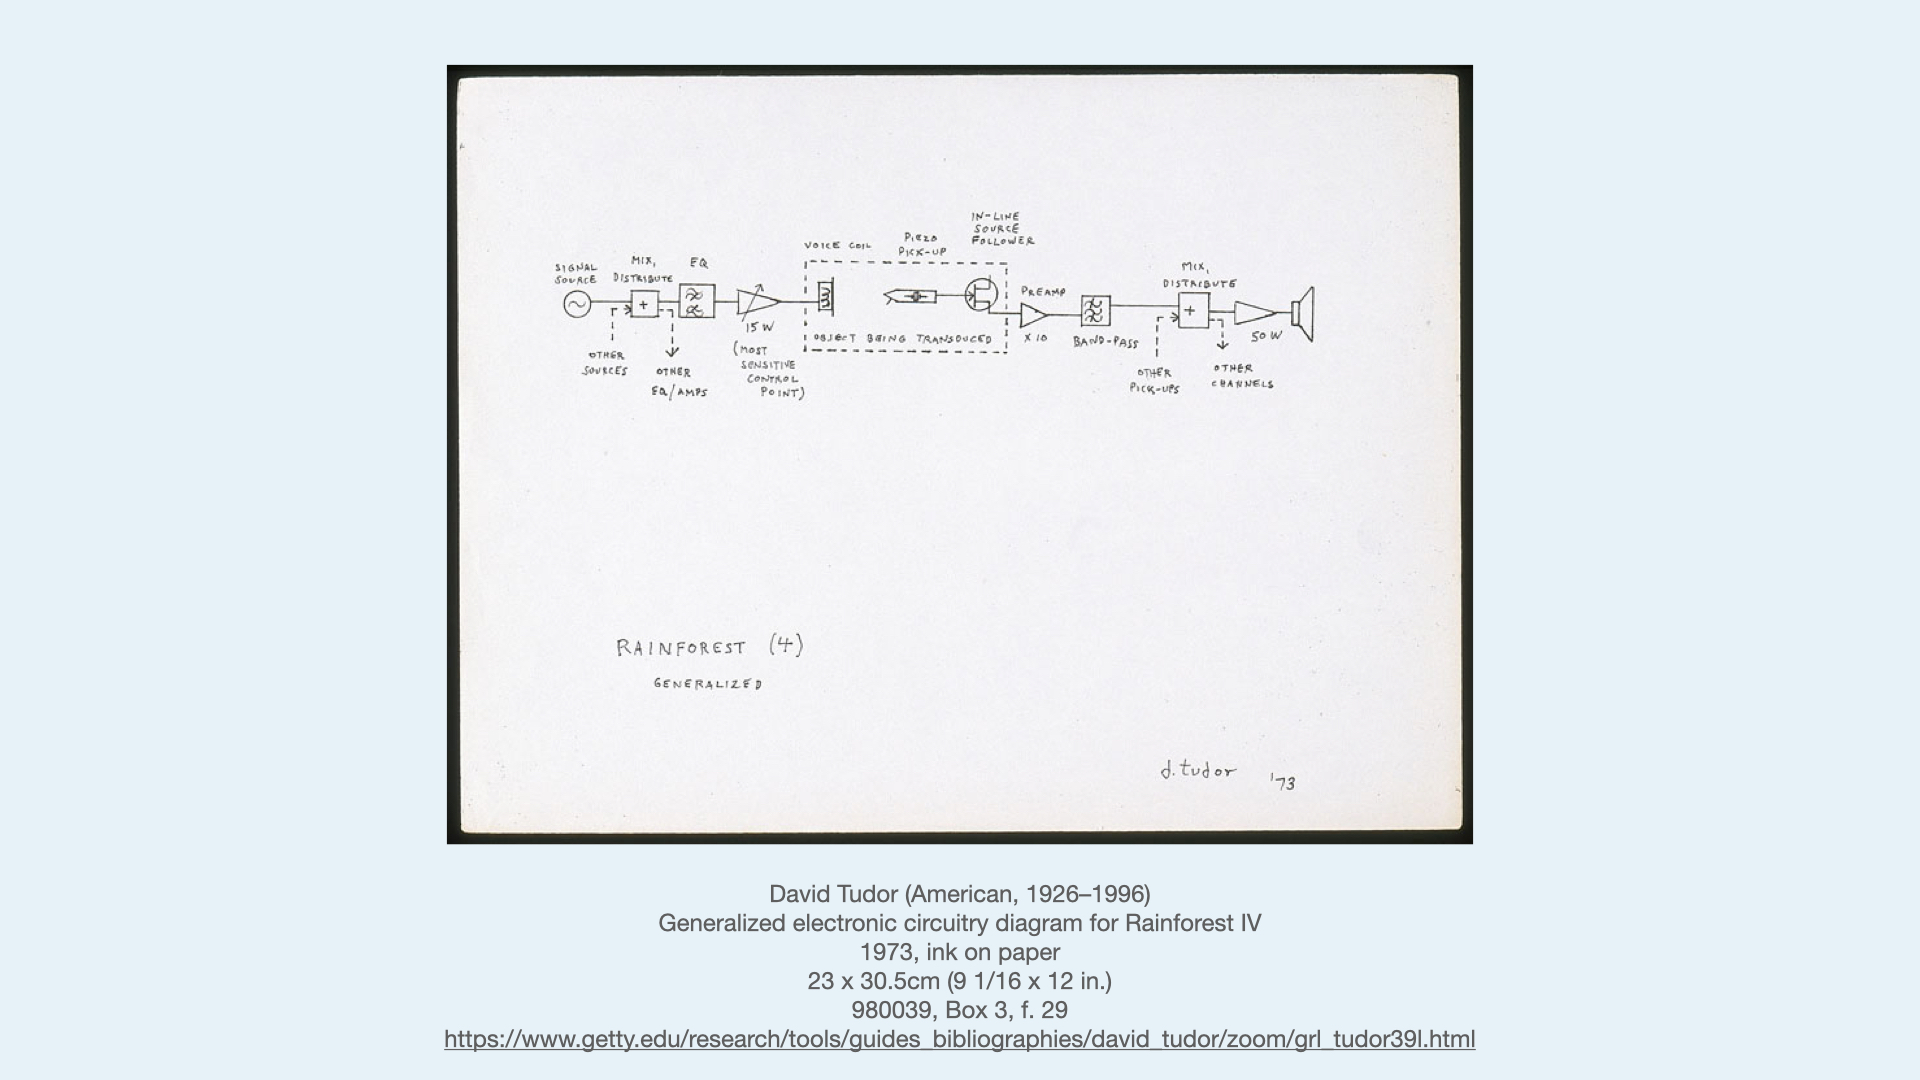 IN-LINE
SOURCE
FOLLOWER
VOICE COIL
PIEZO
PICK-UP
SIGNAL
SOURCE
MIX,
DISTRIBUTE
EQ
MIX,
DISTRIBUTE
PREAMP
+
+
15 W
(MOST
SENSITIVE
CONTROL
POINT)
OBJECT BEING TRANSDUCED
X 10
BAND-PASS
50 W
OTHER
SOURCES
OTHER
EQ/AMPS
OTHER
PICK-UPS
OTHER
CHANNELS
RAINFOREST (4)
GENERALIZED
d. tudor '73
David Tudor (American, 1926–1996)
Generalized electronic circuitry diagram for Rainforest IV
1973, ink on paper
23 x 30.5cm (9 1/16 x 12 in.)
980039, Box 3, f. 29
https://www.getty.edu/research/tools/guides_bibliographies/david_tudor/zoom/grl_tudor39l.html